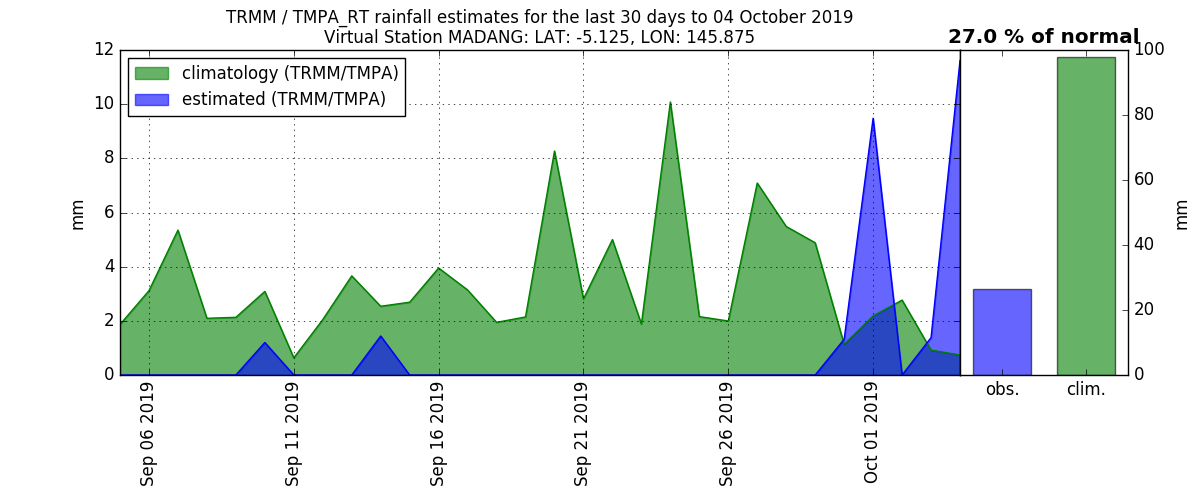 TRMM / TMPA_RT rainfall estimates for the last 30 days to 04 October 2019
Virtual Station MADANG: LAT: -5.125, LON: 145.875
27.0 % of normal
climatology (TRMM/TMPA)
estimated (TRMM/TMPA)
12
10
8
6
4
2
0
mm
100
80
60
40
20
0
mm
Sep 06 2019
Sep 11 2019
Sep 16 2019
Sep 21 2019
Sep 26 2019
Oct 01 2019
obs.
clim.